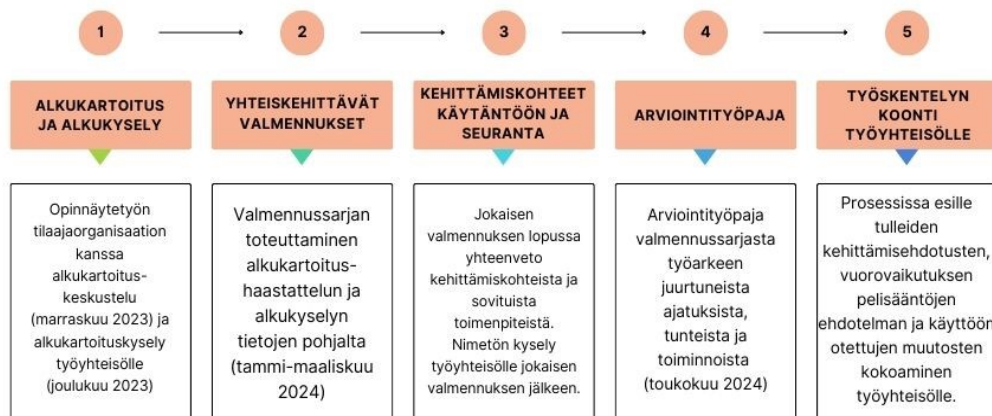 1
2
3
4
5
ALKUKARTOITUS
JA ALKUKYSELY
YHTEISKEHITTÄVÄT
VALMENNUKSET
KEHITTÄMISKOHTEET
KÄYTÄNTÖÖN JA
SEURANTA
ARVIOINTITYÖPAJA
TYÖSKENTELYN
KOONTI
TYÖYHTEISÖLLE
Opinnäytetyön
tilaajaorganisaation
kanssa
alkukartoitus-
keskustelu
(marraskuu 2023) ja
alkukartoituskysely
työyhteisölle
(joulukuu 2023)
Valmennussarjan
toteuttaminen
alkukartoitus-
haastattelun ja
alkukyselyn
tietojen pohjalta
(tammi-maaliskuu
2024)
Jokaisen
valmennuksen lopussa
yhteenveto
kehittämiskohteista ja
sovituista
toimenpiteistä.
Nimetön kysely
työyhteisölle jokaisen
valmennuksen jälkeen.
Arviointityöpaja
valmennussarjasta
työarkeen
juurtuneista
ajatuksista,
tunteista ja
toiminnoista
(toukokuu 2024)
Prosessissa esille
tulleiden
kehittämisehdotusten,
vuorovaikutuksen
pelisääntöjen
ehdotelman ja käyttöön
otettujen muutosten
kokoaminen
työyhteisölle.